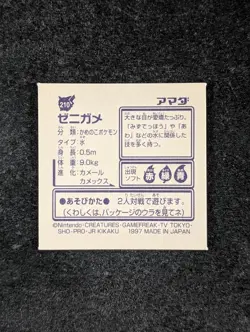 210
ゼニガメ
アマダ
分類：かめのこポケモン
タイプ：水
身長：0.5m
体重：9.0kg
進化：カメール
カメックス
大きな目が愛嬌たっぷり。
「みずでっぽう」や「あ
わ」などの水に関係した
技を多く持つ。
出現
ソフト
赤 緑 青
●あそびかた● 2人対戦で遊びます。
（くわしくは、パッケージのウラを見てネ）
©Nintendo・CREATURES・GAMEFREAK・TV TOKYO・
SHO-PRO・JR KIKAKU 1997 MADE IN JAPAN